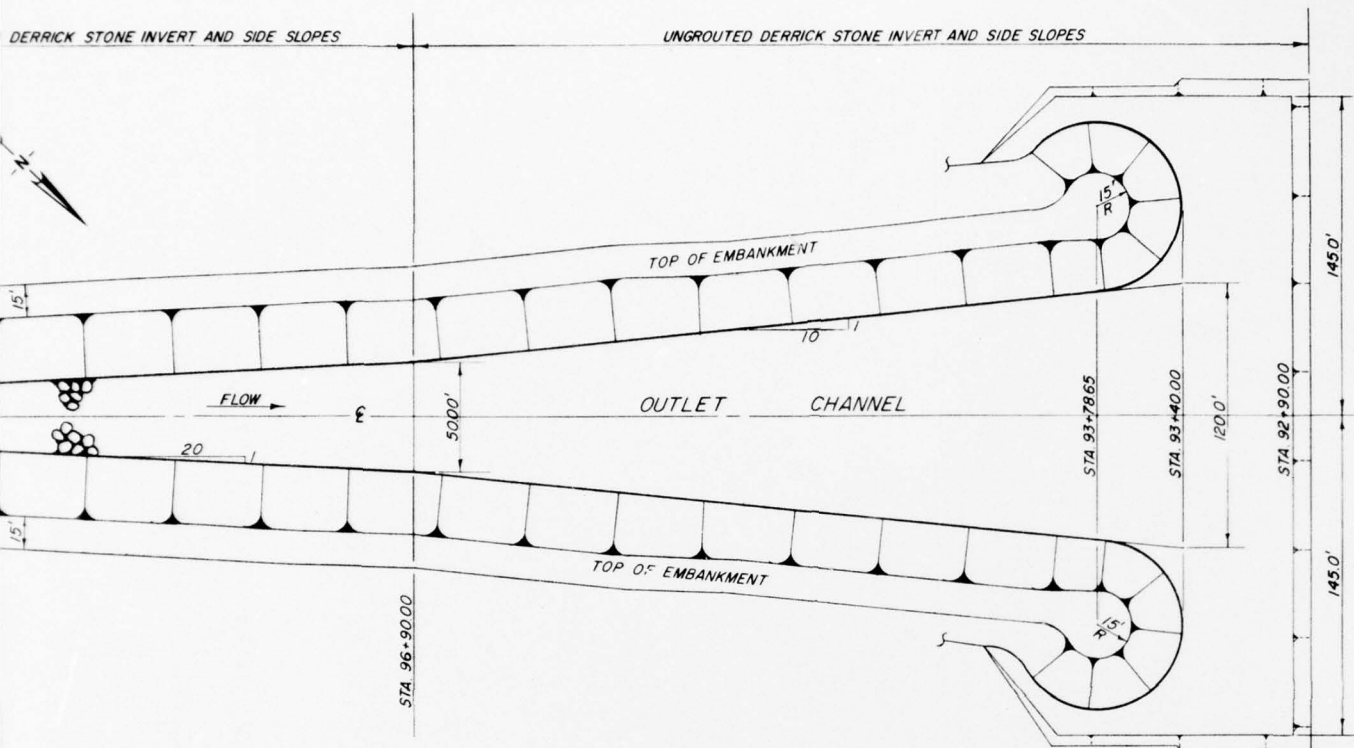 DERRICK STONE INVERT AND SIDE SLOPES
UNGROUTED DERRICK STONE INVERT AND SIDE SLOPES
N
15'
R
145.0'
TOP OF EMBANKMENT
15'
10
1
FLOW
℄
50.00'
OUTLET CHANNEL
STA. 93+78.65
STA. 93+40.00
120.0'
STA. 92+90.00
20
1
15'
TOP OF EMBANKMENT
STA. 96+90.00
15'
R
145.0'